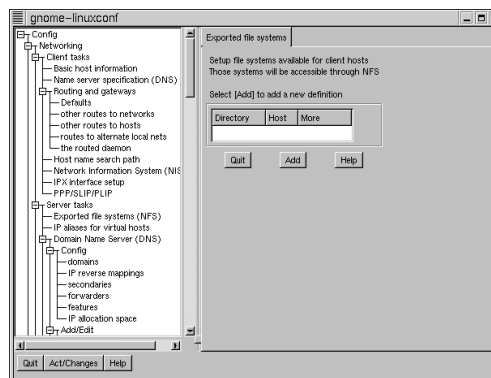 gnome-linuxconf
Config
Networking
Client tasks
Basic host information
Name server specification (DNS)
Routing and gateways
Defaults
other routes to networks
other routes to hosts
routes to alternate local nets
the routed daemon
Host name search path
Network Information System (NIS
IPX interface setup
PPP/SLIP/PLIP
Server tasks
Exported file systems (NFS)
IP aliases for virtual hosts
Domain Name Server (DNS)
Config
domains
IP reverse mappings
secondaries
forwarders
features
IP allocation space
Add/Edit
Quit Act/Changes Help
Exported file systems
Setup file systems available for client hosts
Those systems will be accessible through NFS
Select [Add] to add a new definition
Directory Host More
Quit Add Help